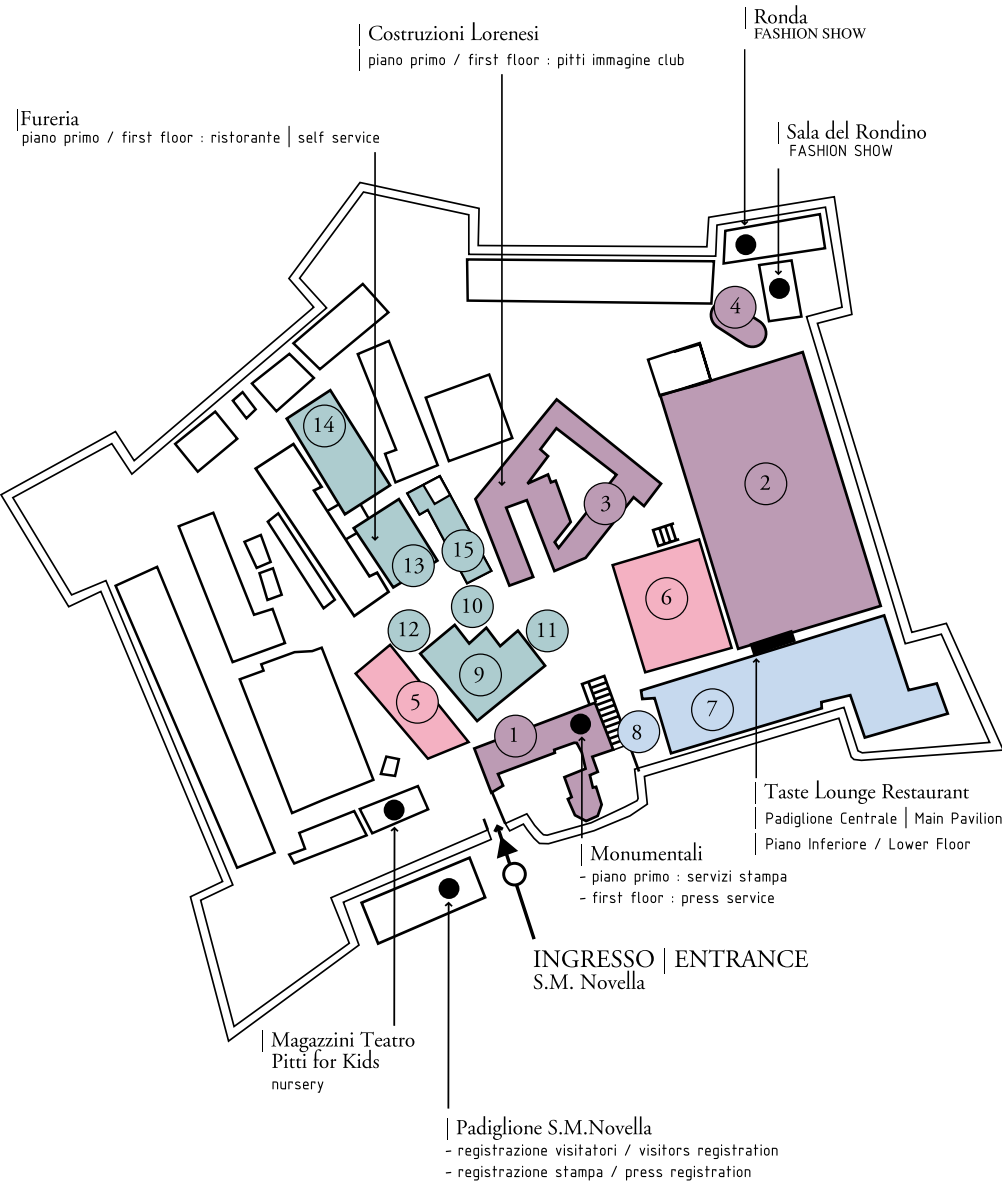 Ronda
FASHION SHOW
Costruzioni Lorenesi
piano primo / first floor : pitti immagine club
Fureria
piano primo / first floor : ristorante | self service
Sala del Rondino
FASHION SHOW
4
14
2
3
15
13
6
10
12
11
9
5
7
1
8
Taste Lounge Restaurant
Padiglione Centrale | Main Pavilion
Piano Inferiore / Lower Floor
Monumentali
- piano primo : servizi stampa
- first floor : press service
INGRESSO | ENTRANCE
S.M. Novella
Magazzini Teatro
Pitti for Kids
nursery
Padiglione S.M.Novella
- registrazione visitatori / visitors registration
- registrazione stampa / press registration